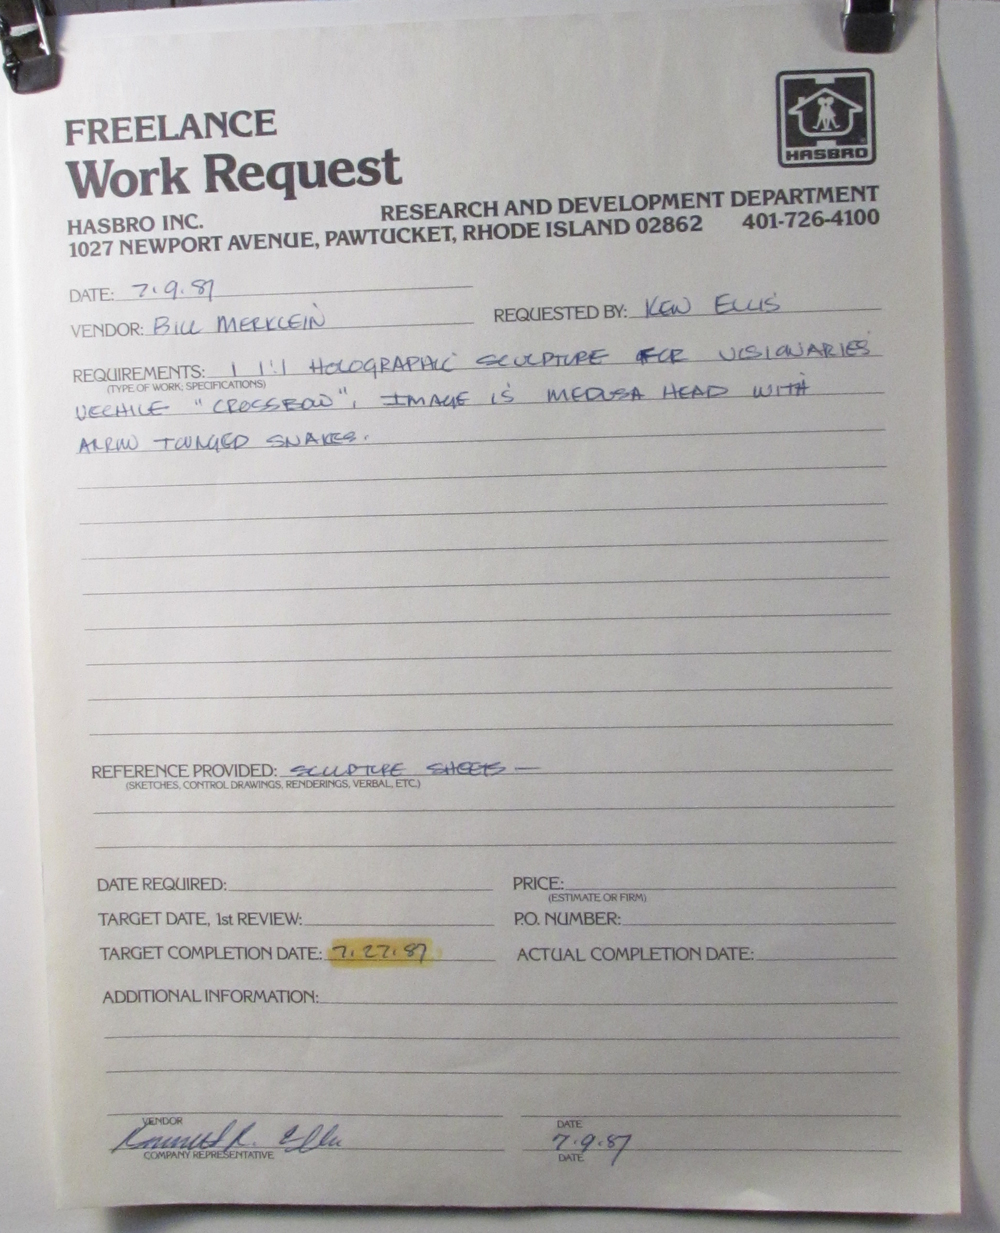 FREELANCE
Work Request
HASBRO
HASBRO INC. RESEARCH AND DEVELOPMENT DEPARTMENT
1027 NEWPORT AVENUE, PAWTUCKET, RHODE ISLAND 02862 401-726-4100
DATE: 7·9·87
VENDOR: BILL MERKLEIN REQUESTED BY: KEN ELLIS
REQUIREMENTS: 1 1:1 HOLOGRAPHIC SCULPTURE FOR VISIONARIES
(TYPE OF WORK; SPECIFICATIONS)
VECHILE "CROSSBOW", IMAGE IS MEDUSA HEAD WITH
ARROW TOUNGED SNAKES.
REFERENCE PROVIDED: SCULPTURE SHEETS —
(SKETCHES, CONTROL DRAWINGS, RENDERINGS, VERBAL, ETC.)
DATE REQUIRED: PRICE:
(ESTIMATE OR FIRM)
TARGET DATE, 1st REVIEW: P.O. NUMBER:
TARGET COMPLETION DATE: 7.27.87 ACTUAL COMPLETION DATE:
ADDITIONAL INFORMATION:
VENDOR DATE
Kenneth R. Ellis 7·9·87
COMPANY REPRESENTATIVE DATE